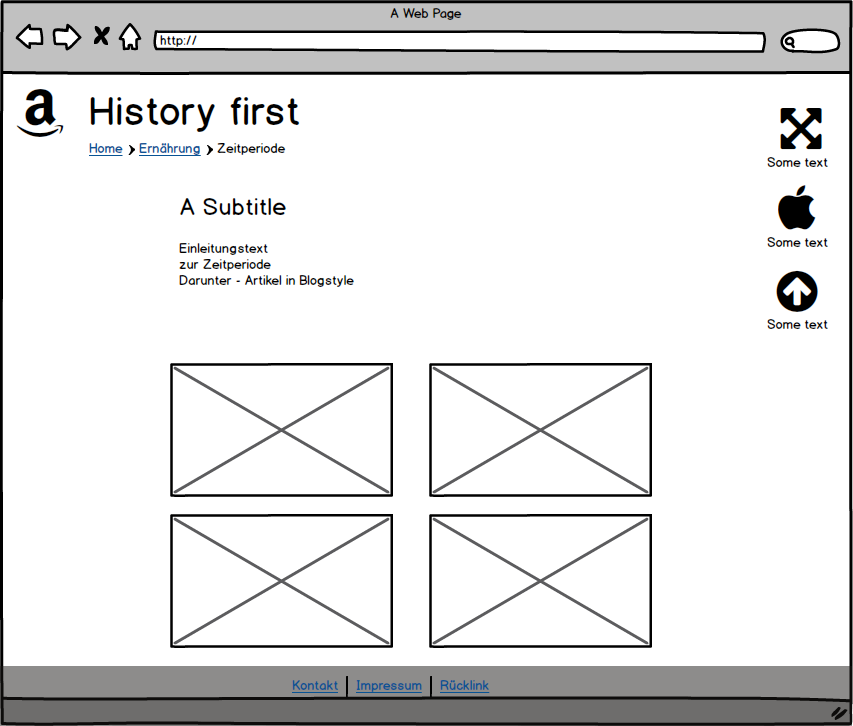 A Web Page
http://
a
History first
Home Ernährung Zeitperiode
Some text
A Subtitle
Some text
Einleitungstext
zur Zeitperiode
Darunter - Artikel in Blogstyle
Some text
Kontakt Impressum Rücklink